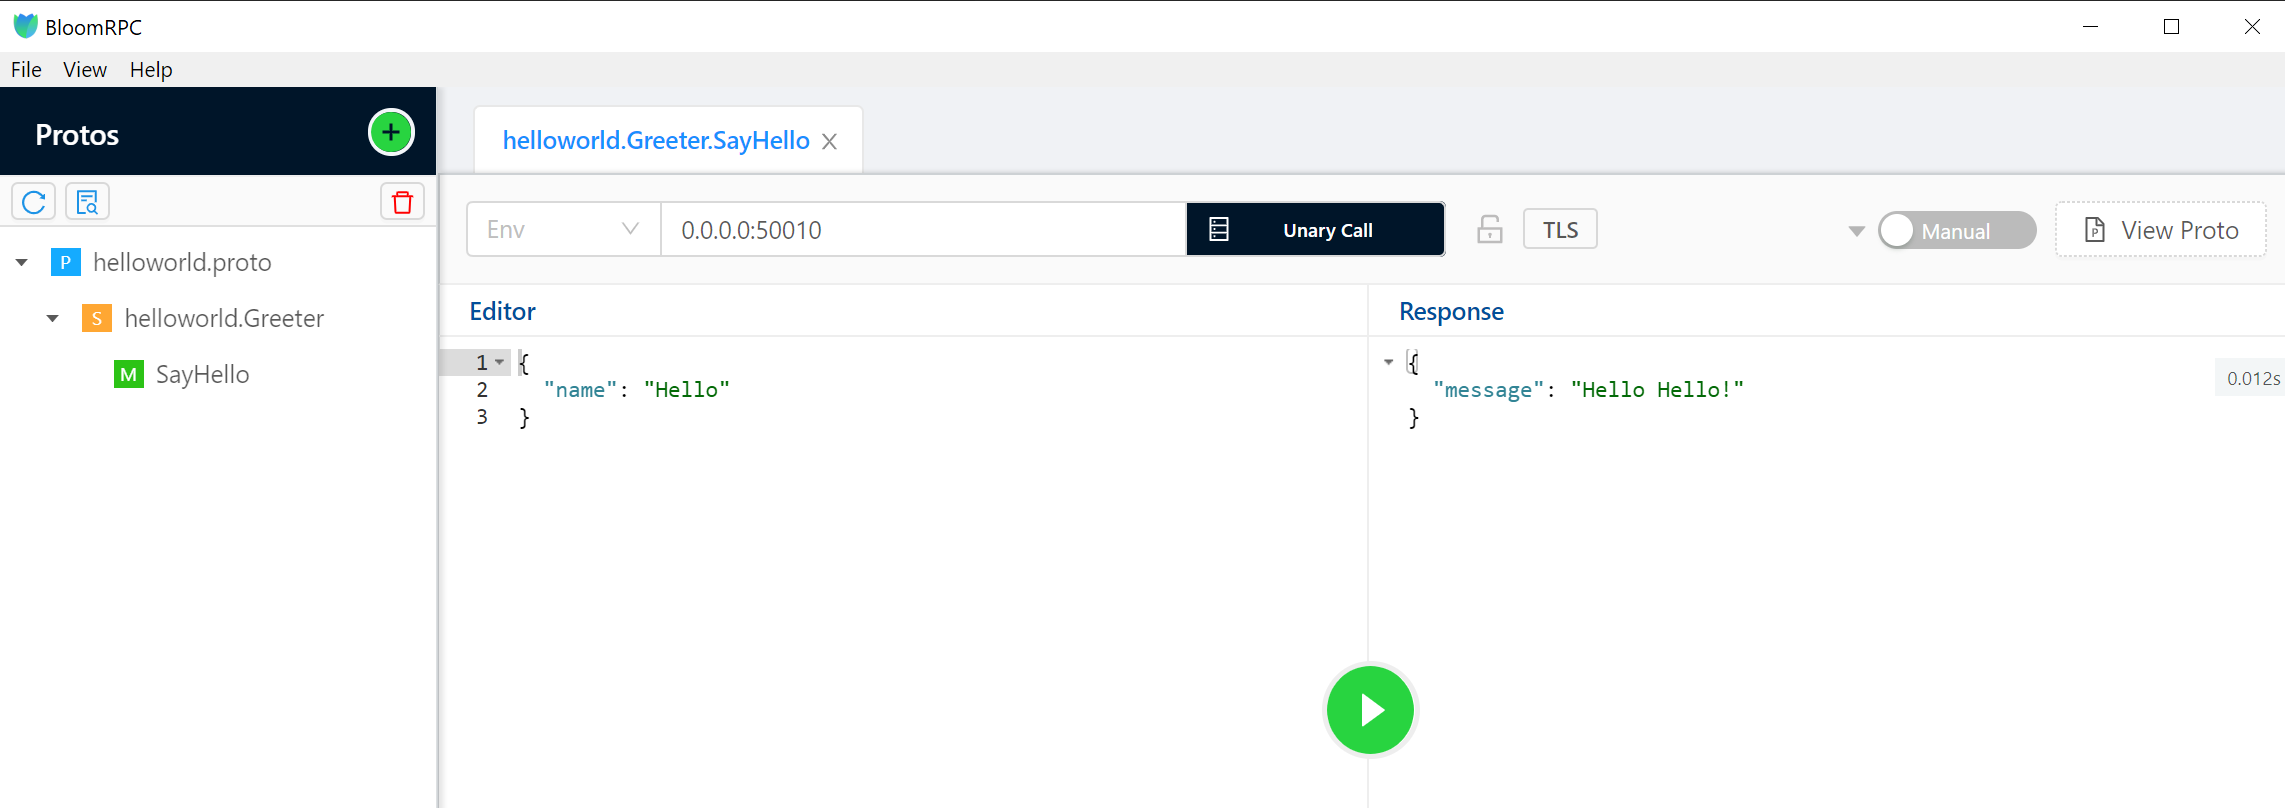 BloomRPC
File View Help
Protos
helloworld.Greeter.SayHello
Env 0.0.0.0:50010 Unary Call TLS Manual View Proto
P helloworld.proto
S helloworld.Greeter
M SayHello
Editor
1 {
2 "name": "Hello"
3 }
Response
{
"message": "Hello Hello!"
}
0.012s